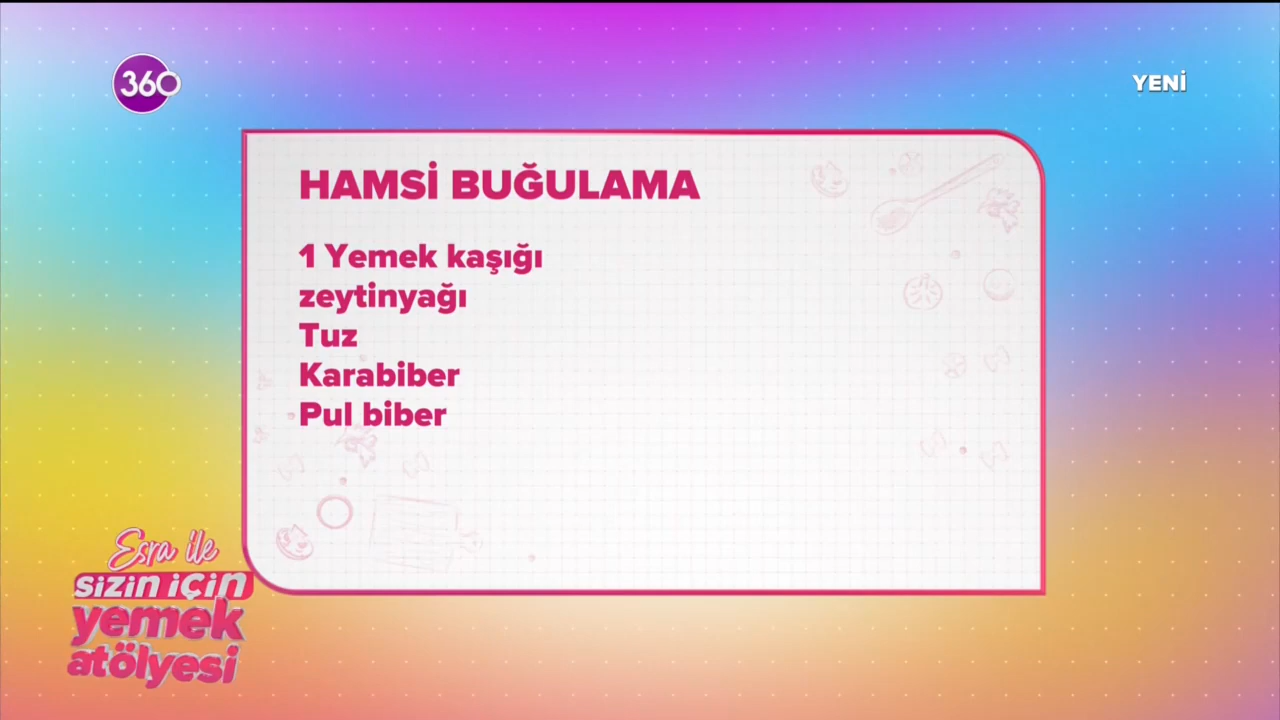 360
YENİ
HAMSİ BUĞULAMA
1 Yemek kaşığı
zeytinyağı
Tuz
Karabiber
Pul biber
Esra ile
sizin için
yemek
atölyesi